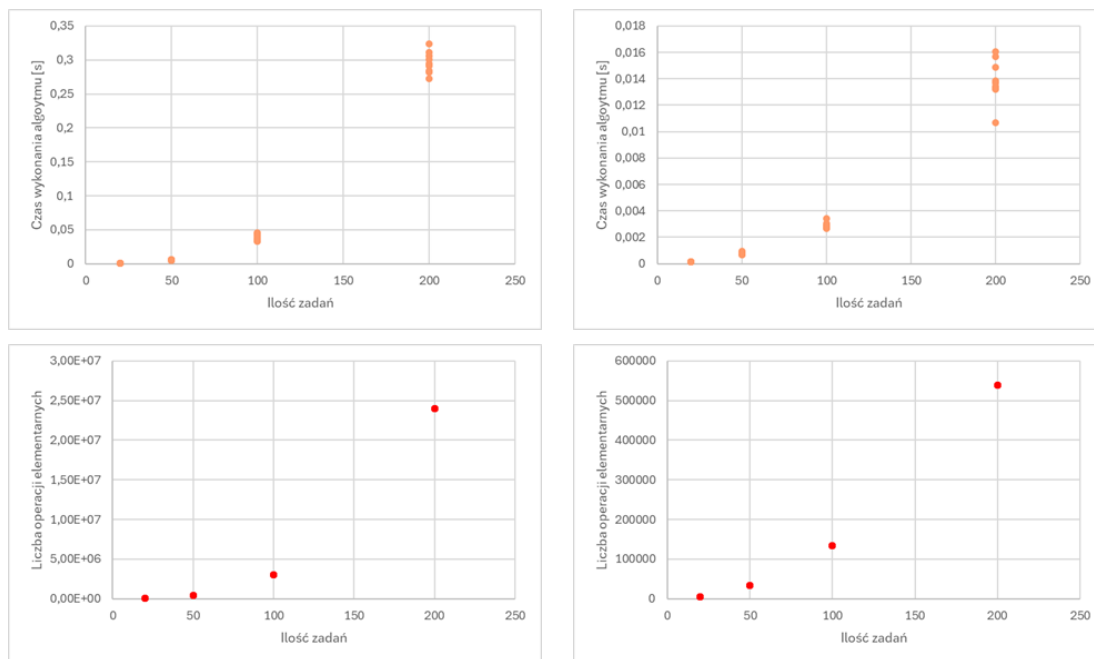 0,35
0,3
0,25
0,2
0,15
0,1
0,05
0
0 50 100 150 200 250
Czas wykonania algoytmu [s]
Ilość zadań
0,018
0,016
0,014
0,012
0,01
0,008
0,006
0,004
0,002
0
0 50 100 150 200 250
Czas wykonania algoytmu [s]
Ilość zadań
3,00E+07
2,50E+07
2,00E+07
1,50E+07
1,00E+07
5,00E+06
0,00E+00
0 50 100 150 200 250
Liczba operacji elementarnych
Ilość zadań
600000
500000
400000
300000
200000
100000
0
0 50 100 150 200 250
Liczba operacji elementarnych
Ilość zadań